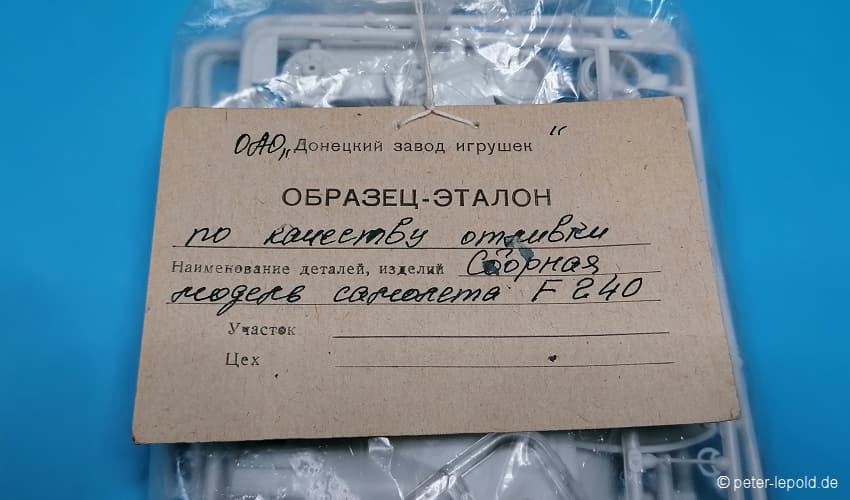 ОАО „Донецкий завод игрушек“
ОБРАЗЕЦ-ЭТАЛОН
по качеству отливки
Наименование деталей, изделий Сборная
модель самолета F 240
Участок
Цех
© peter-lepold.de